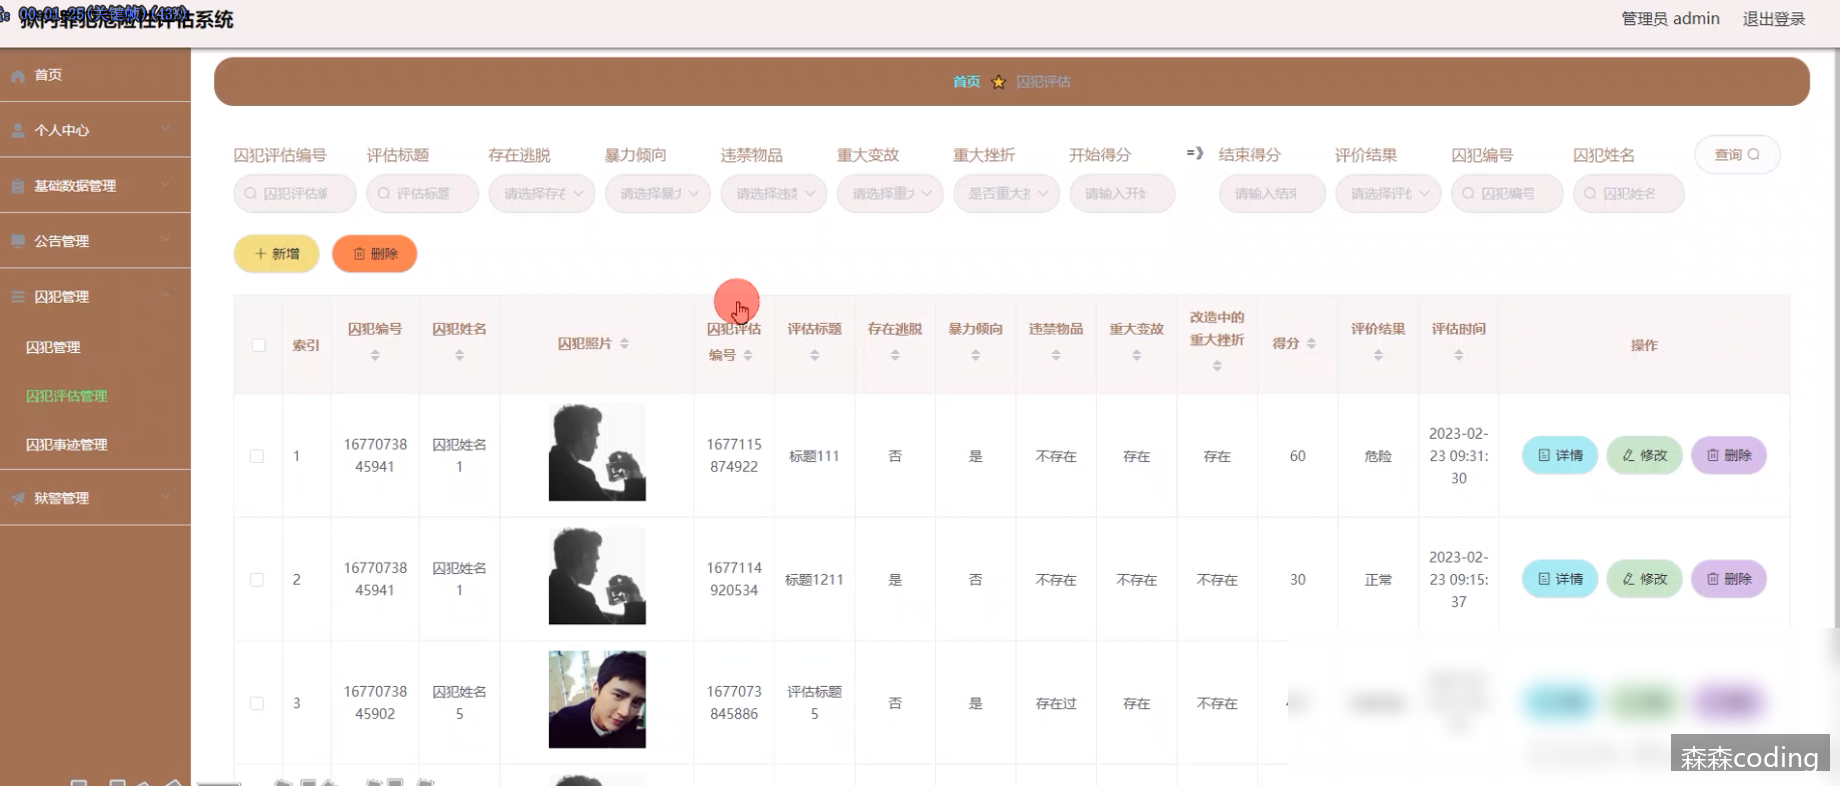 00:01:25(关键帧)(43%)
狱内罪犯危险性评估系统
管理员 admin 退出登录
首页
个人中心
基础数据管理
公告管理
囚犯管理
囚犯管理
囚犯评估管理
囚犯事迹管理
狱警管理
首页 囚犯评估
囚犯评估编号 评估标题 存在逃脱 暴力倾向 违禁物品 重大变故 重大挫折 开始得分 结束得分 评价结果 囚犯编号 囚犯姓名 查询
囚犯评估编 评估标题 请选择存在 请选择暴力 请选择违禁 请选择重大 是否重大挫 请输入开始 请输入结束 请选择评价 囚犯编号 囚犯姓名
新增 删除
索引 囚犯编号 囚犯姓名 囚犯照片 囚犯评估编号 评估标题 存在逃脱 暴力倾向 违禁物品 重大变故 改造中的重大挫折 得分 评价结果 评估时间 操作
1 1677073845941 囚犯姓名1 1677115874922 标题111 否 是 不存在 存在 存在 60 危险 2023-02-23 09:31:30 详情 修改 删除
2 1677073845941 囚犯姓名1 1677114920534 标题1211 是 否 不存在 不存在 不存在 30 正常 2023-02-23 09:15:37 详情 修改 删除
3 1677073845902 囚犯姓名5 1677073845886 评估标题5 否 是 存在过 存在 不存在
森森coding